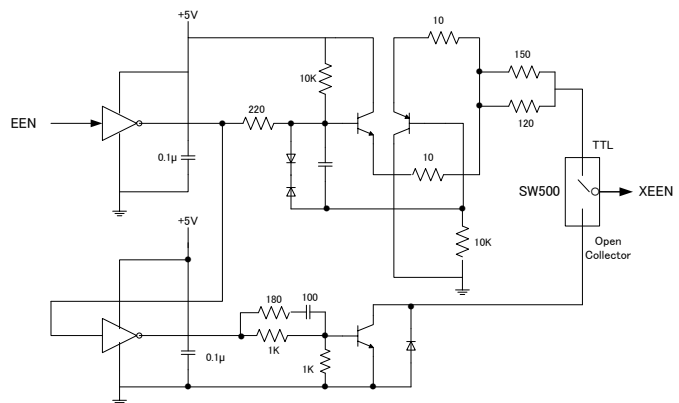 +5V
10
150
10K
220
EEN
120
TTL
0.1μ
10
SW500
XEEN
+5V
10K
Open
Collector
180
100
1K
0.1μ
1K